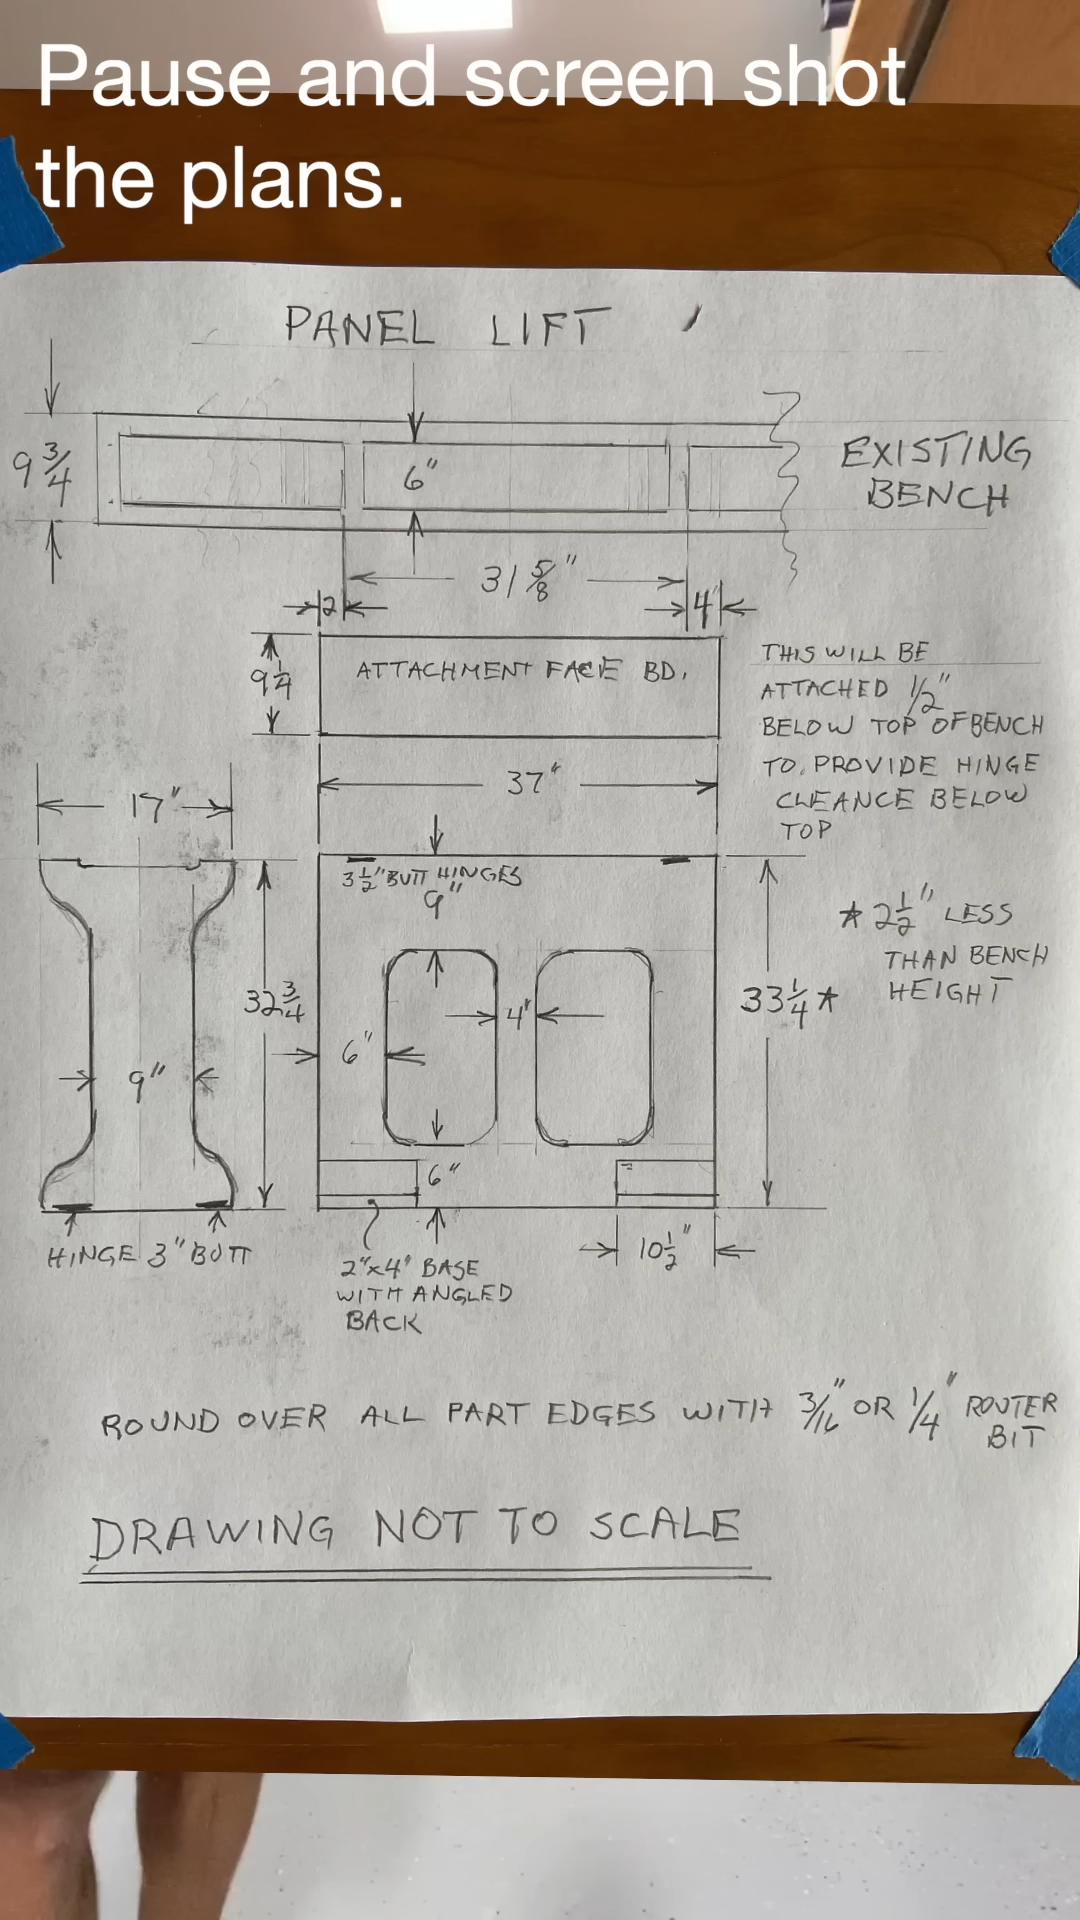 Pause and screen shot
the plans.
PANEL LIFT
9 3/4
6"
EXISTING
BENCH
31 5/8"
2
4"
9 1/4
ATTACHMENT FACE BD.
THIS WILL BE
ATTACHED 1/2"
BELOW TOP OF BENCH
TO PROVIDE HINGE
CLEANCE BELOW
TOP
37"
17"
3 1/2" BUTT HINGES
9"
* 2 1/2" LESS
THAN BENCH
HEIGHT
32 3/4
4"
33 1/4 *
6"
9"
6"
HINGE 3" BUTT
10 1/2"
2"x4" BASE
WITH ANGLED
BACK
ROUND OVER ALL PART EDGES WITH 3/16" OR 1/4" ROUTER
BIT
DRAWING NOT TO SCALE